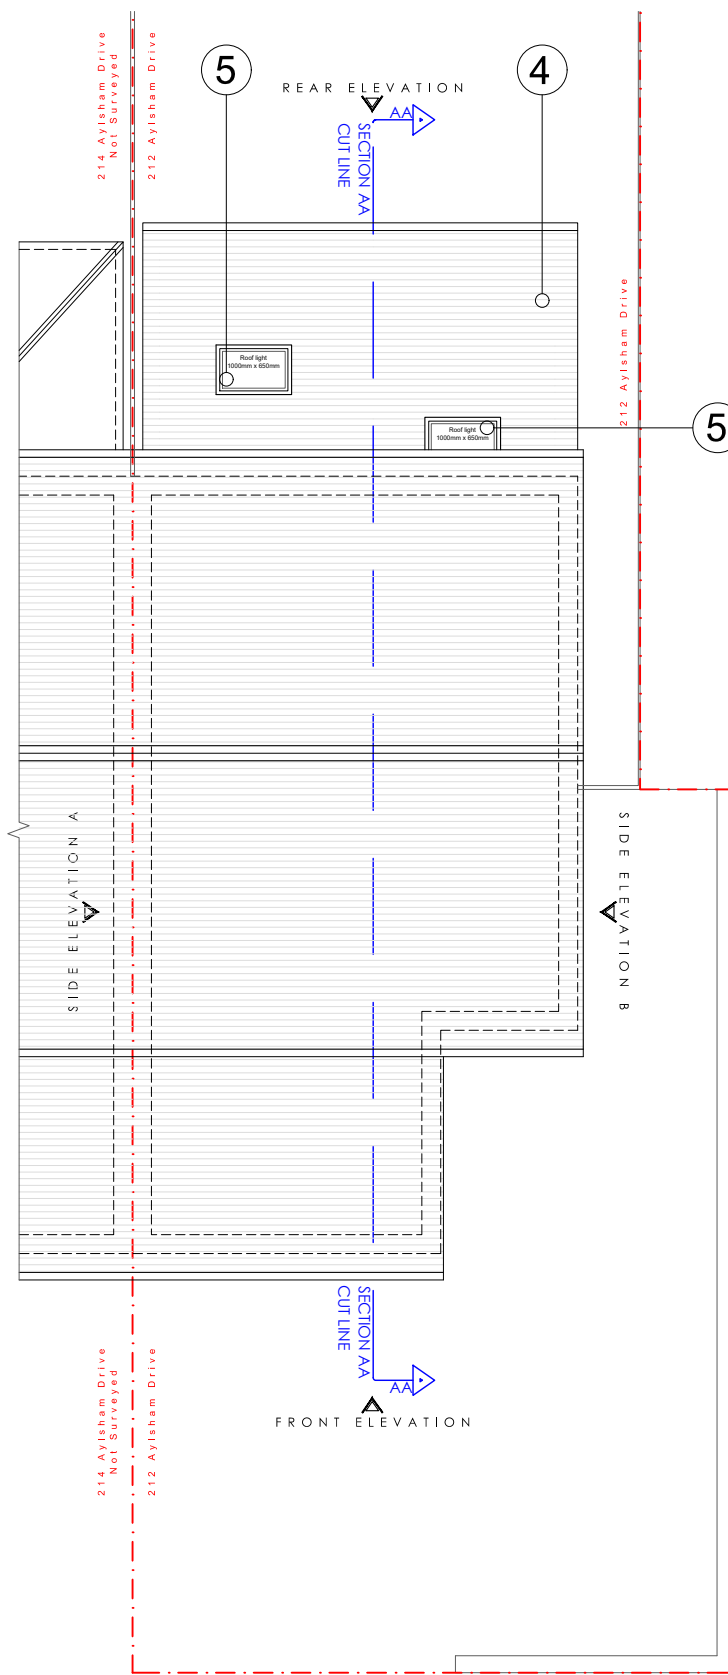 5
4
REAR ELEVATION
AA
SECTION AA
CUT LINE
214 Aylsham Drive
Not Surveyed
212 Aylsham Drive
212 Aylsham Drive
Roof light
1000mm x 650mm
Roof light
1000mm x 650mm
5
SIDE ELEVATION A
SIDE ELEVATION B
SECTION AA
CUT LINE
AA
FRONT ELEVATION
214 Aylsham Drive
Not Surveyed
212 Aylsham Drive